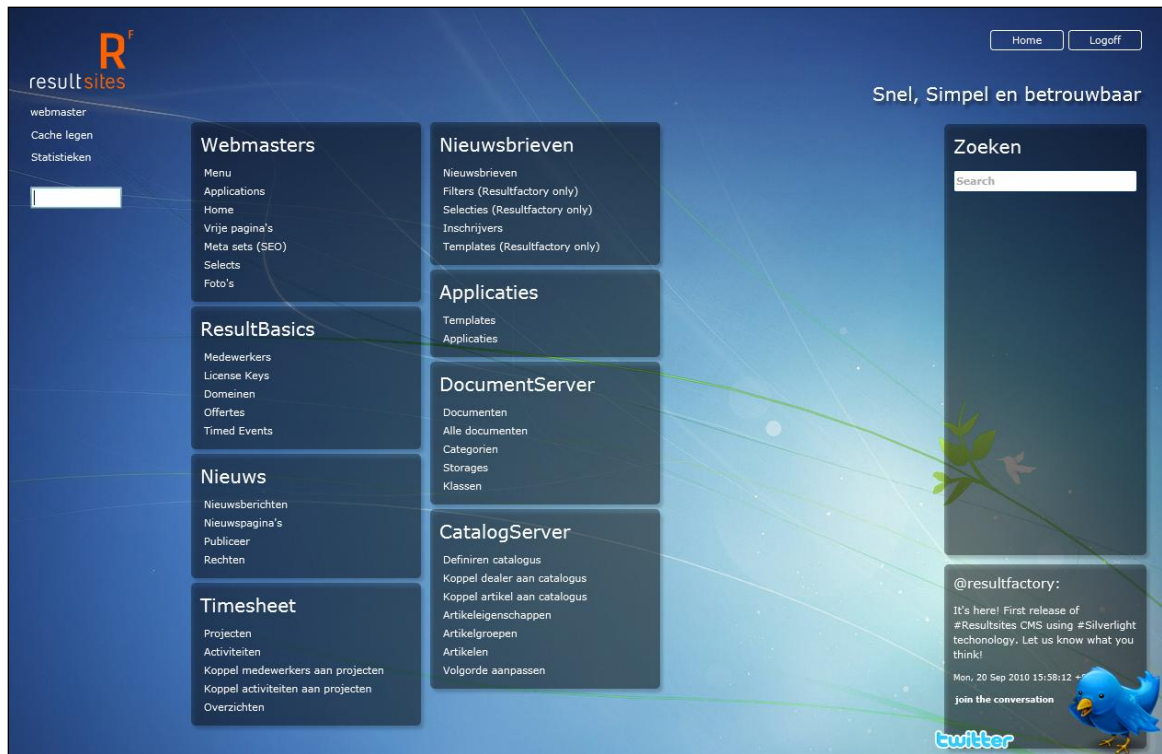 RF
resultsites
webmaster
Cache legen
Statistieken
Home
Logoff
Snel, Simpel en betrouwbaar
Webmasters
Menu
Applications
Home
Vrije pagina's
Meta sets (SEO)
Selects
Foto's
ResultBasics
Medewerkers
License Keys
Domeinen
Offertes
Timed Events
Nieuws
Nieuwsberichten
Nieuwspagina's
Publiceer
Rechten
Timesheet
Projecten
Activiteiten
Koppel medewerkers aan projecten
Koppel activiteiten aan projecten
Overzichten
Nieuwsbrieven
Nieuwsbrieven
Filters (Resultfactory only)
Selecties (Resultfactory only)
Inschrijvers
Templates (Resultfactory only)
Applicaties
Templates
Applicaties
DocumentServer
Documenten
Alle documenten
Categorien
Storages
Klassen
CatalogServer
Definiren catalogus
Koppel dealer aan catalogus
Koppel artikel aan catalogus
Artikeleigenschappen
Artikelgroepen
Artikelen
Volgorde aanpassen
Zoeken
Search
@resultfactory:
It's here! First release of
#Resultsites CMS using #Silverlight
techonology. Let us know what you
think!
Mon, 20 Sep 2010 15:58:12
join the conversation
twitter